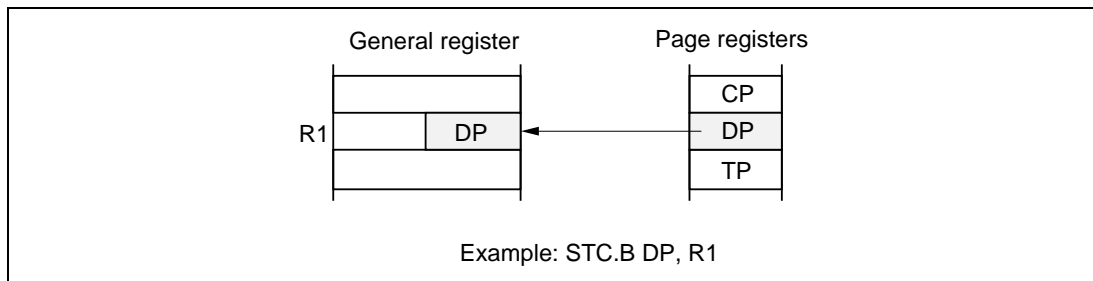 General register Page registers
CP
R1 DP DP
TP
Example: STC.B DP, R1